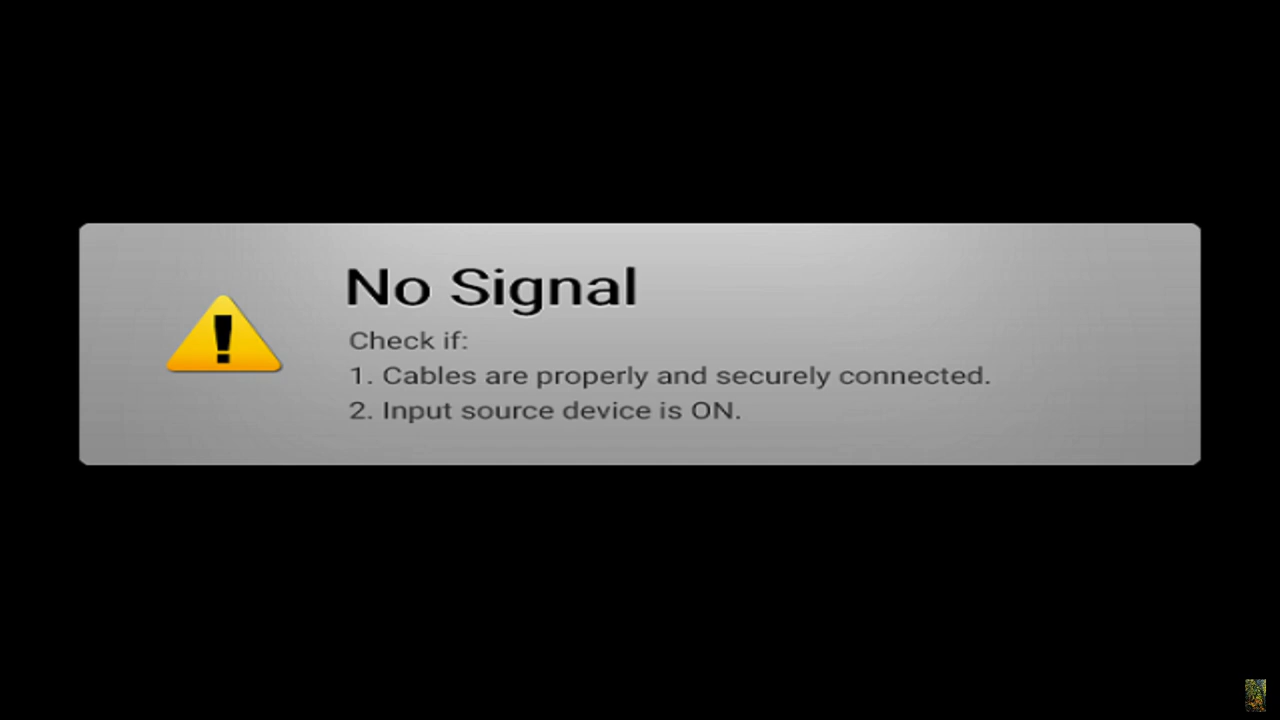 No Signal
Check if:
1. Cables are properly and securely connected.
2. Input source device is ON.